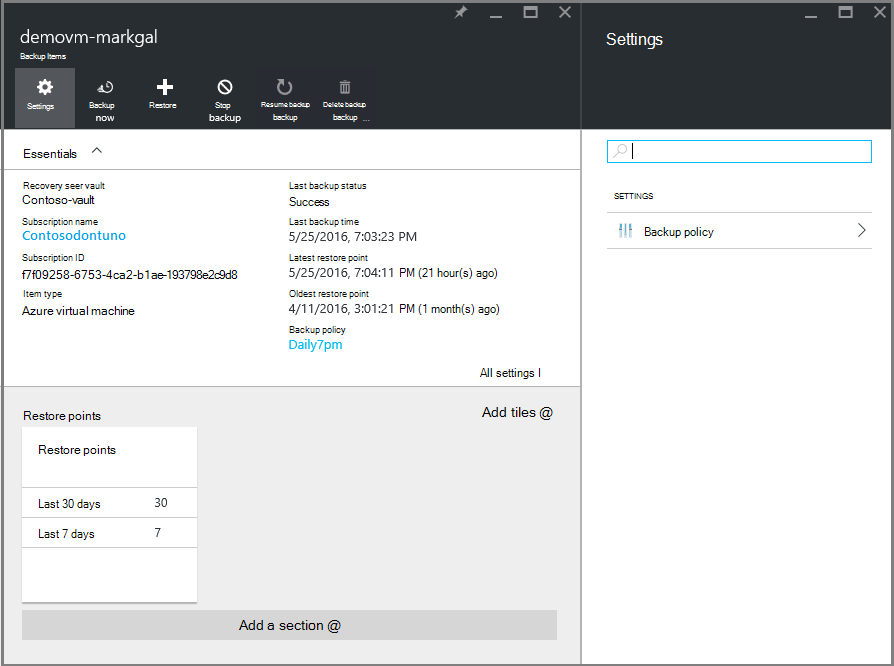 demovm-markgal
Backup Items
Settings
Backup
now
Restore
Stop
backup
Resume backup
backup
Delete backup
backup ...
Essentials
Recovery seer vault
Contoso-vault
Subscription name
Contosodontuno
Subscription ID
f7f09258-6753-4ca2-b1ae-193798e2c9d8
Item type
Azure virtual machine
Last backup status
Success
Last backup time
5/25/2016, 7:03:23 PM
Latest restore point
5/25/2016, 7:04:11 PM (21 hour(s) ago)
Oldest restore point
4/11/2016, 3:01:21 PM (1 month(s) ago)
Backup policy
Daily7pm
All settings I
Restore points
Add tiles @
Restore points
Last 30 days 30
Last 7 days 7
Add a section @
Settings
SETTINGS
Backup policy